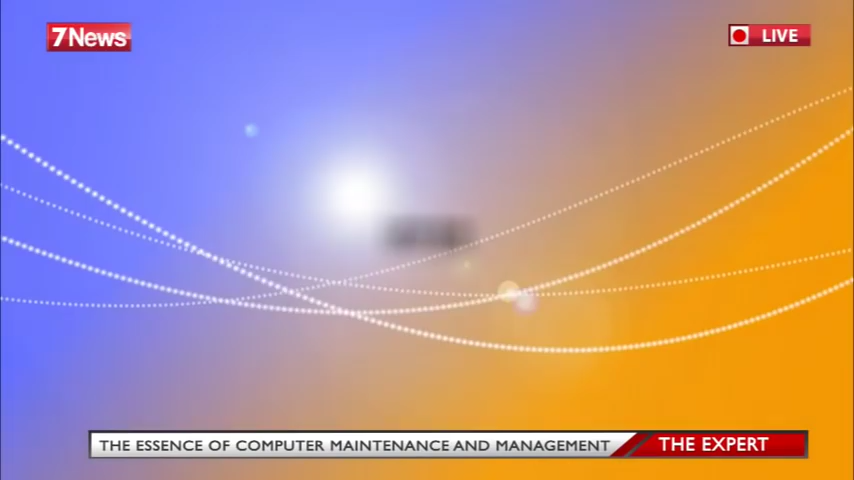 7News
LIVE
THE ESSENCE OF COMPUTER MAINTENANCE AND MANAGEMENT
THE EXPERT